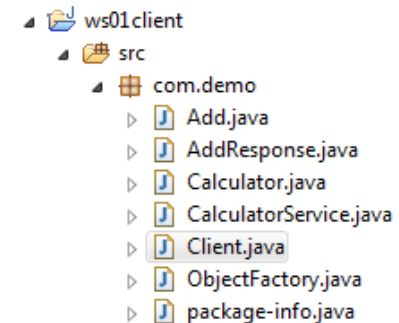 ws01client
src
com.demo
Add.java
AddResponse.java
Calculator.java
CalculatorService.java
Client.java
ObjectFactory.java
package-info.java